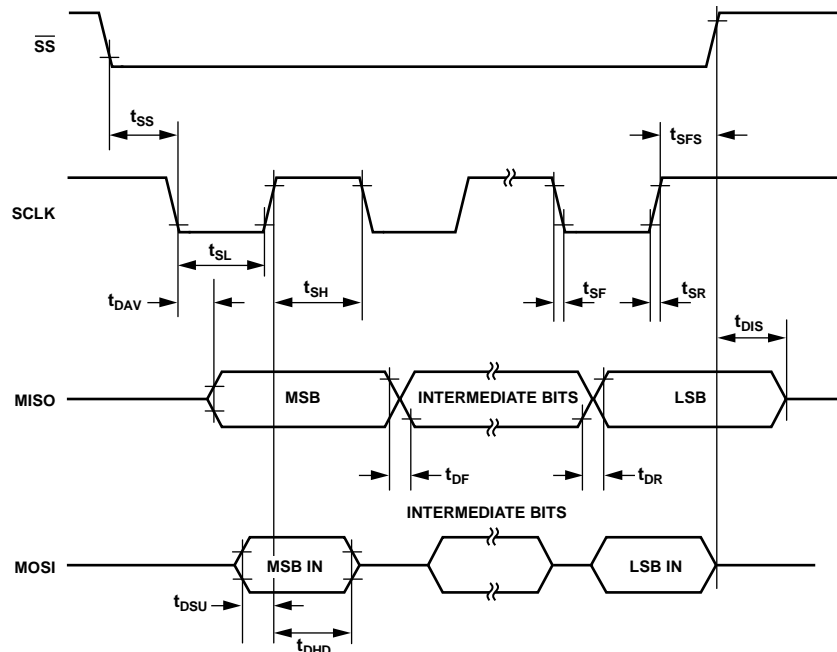 SS
tSS
tSFS
SCLK
tSL
tSH
tSF
tSR
tDAV
tDIS
MISO
MSB
INTERMEDIATE BITS
LSB
tDF
tDR
INTERMEDIATE BITS
MOSI
MSB IN
LSB IN
tDSU
tDHD